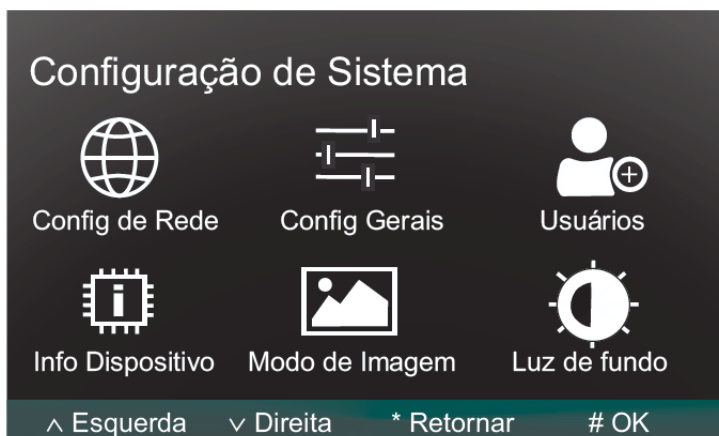 Configuração de Sistema
Config de Rede Config Gerais Usuários
Info Dispositivo Modo de Imagem Luz de fundo
^ Esquerda v Direita * Retornar # OK